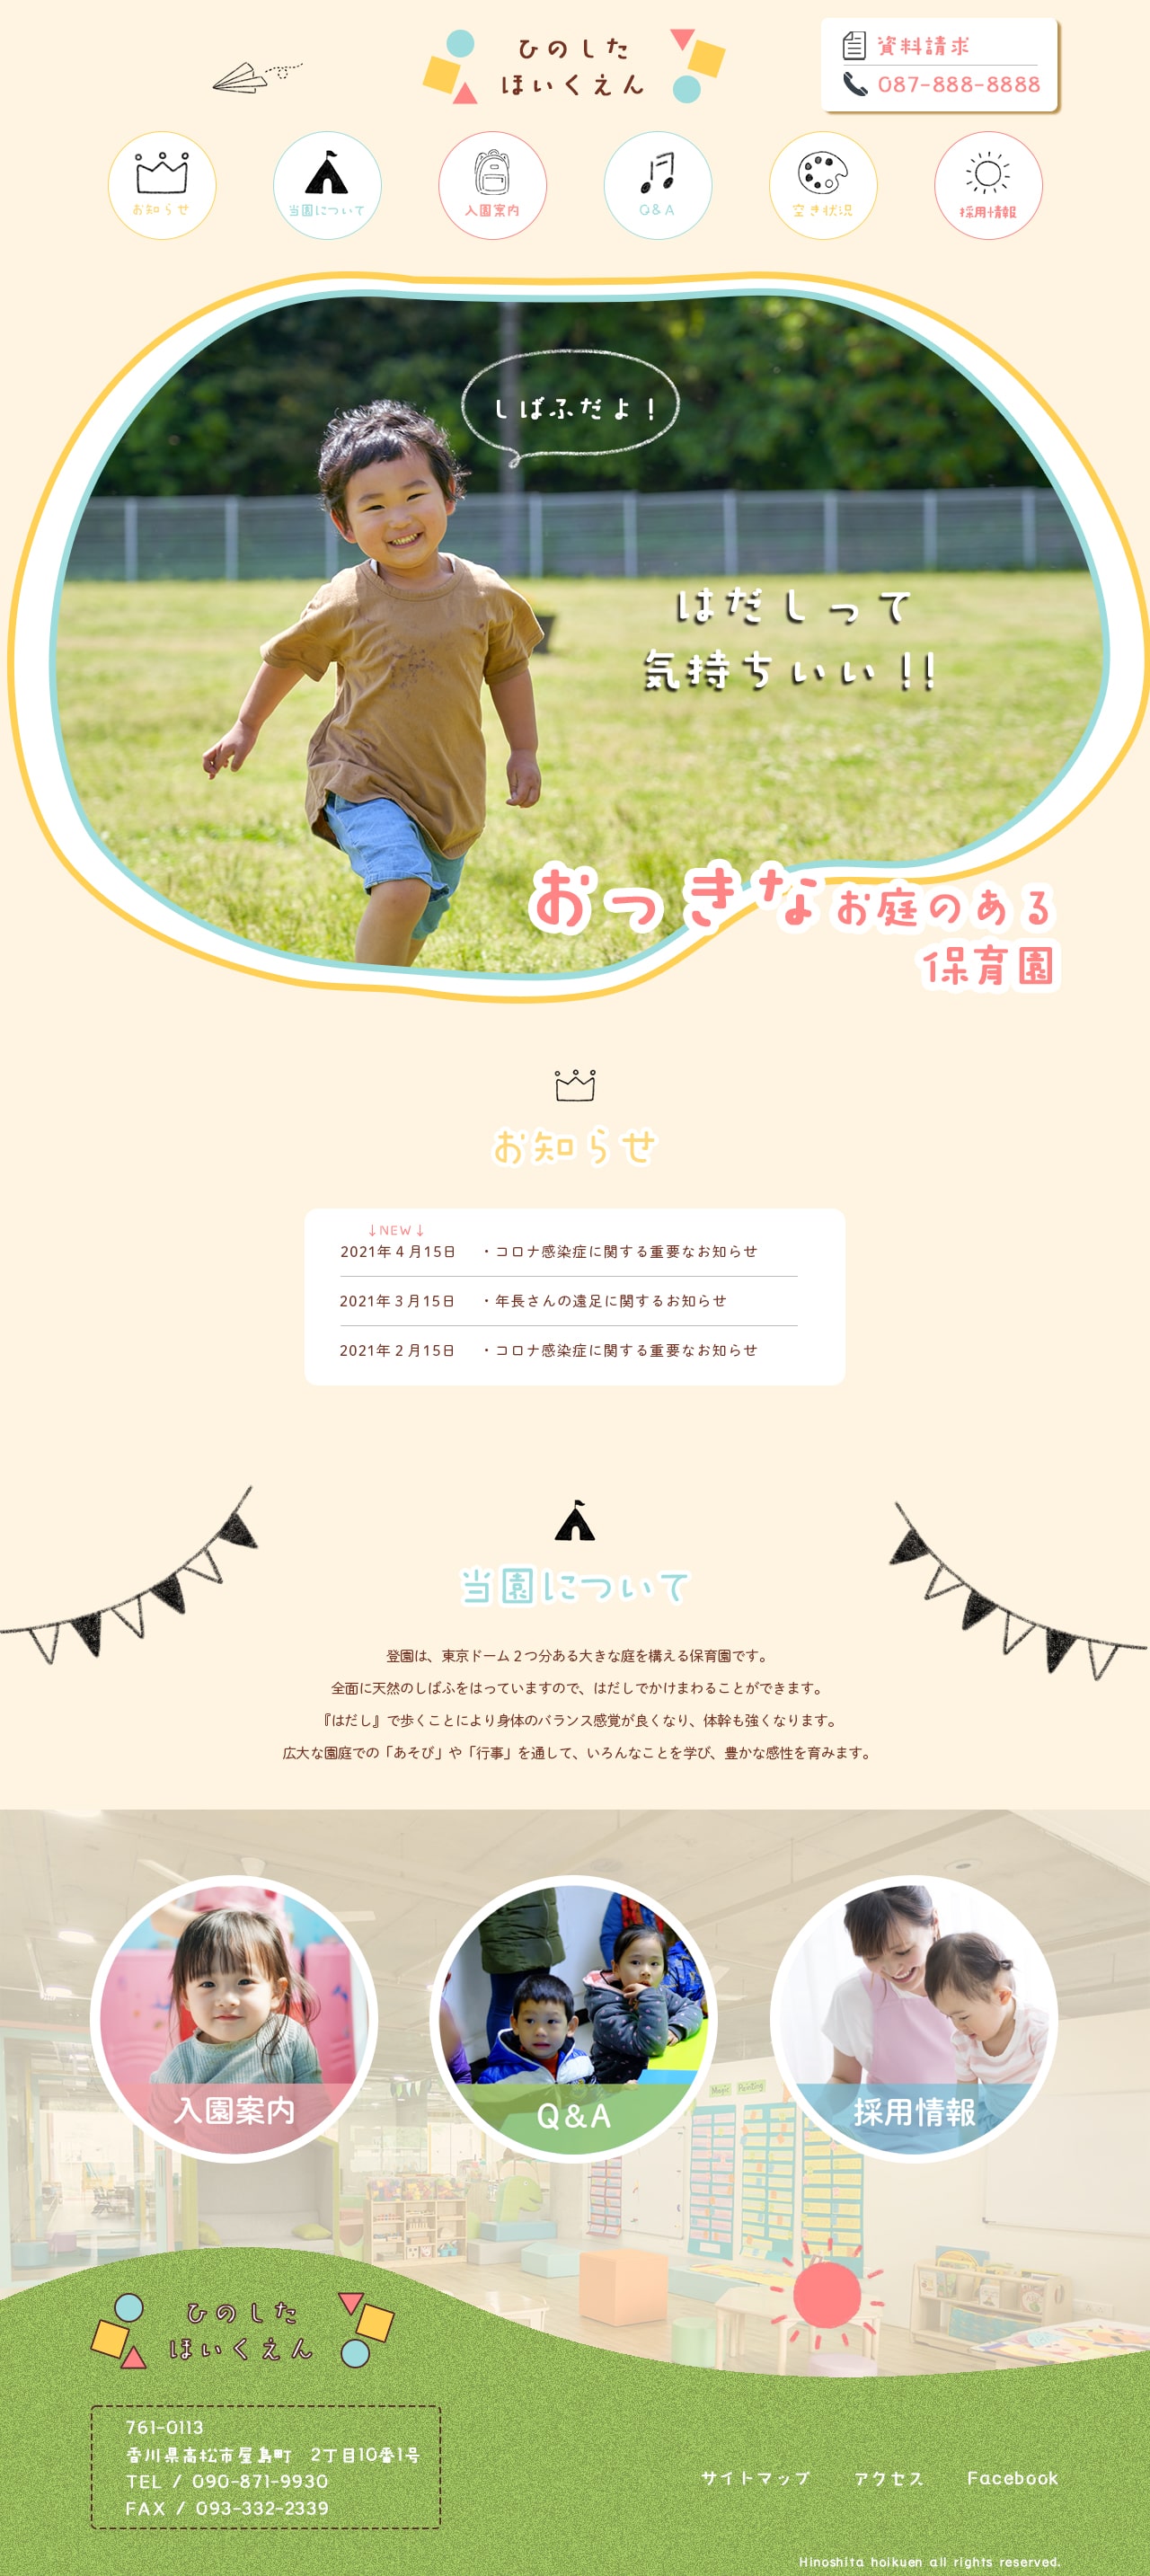 ひのした
ほいくえん
資料請求
087-888-8888
お知らせ
当園について
入園案内
Q&A
空き状況
採用情報
しばふだよ！
はだしって
気持ちいい!!
おっきなお庭のある
保育園
お知らせ
↓NEW↓
2021年４月15日 ・コロナ感染症に関する重要なお知らせ
2021年３月15日 ・年長さんの遠足に関するお知らせ
2021年２月15日 ・コロナ感染症に関する重要なお知らせ
当園について
登園は、東京ドーム２つ分ある大きな庭を構える保育園です。
全面に天然のしばふをはっていますので、はだしでかけまわることができます。
『はだし』で歩くことにより身体のバランス感覚が良くなり、体幹も強くなります。
広大な園庭での「あそび」や「行事」を通して、いろんなことを学び、豊かな感性を育みます。
入園案内
Q&A
採用情報
ひのした
ほいくえん
761-0113
香川県高松市屋島町　2丁目10番1号
TEL / 090-871-9930
FAX / 093-332-2339
サイトマップ
アクセス
Facebook
Hinoshita hoikuen all rights reserved.